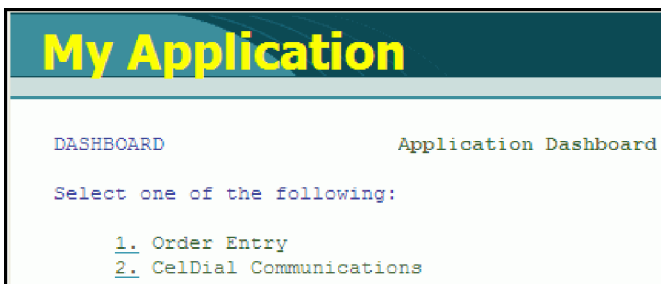 My Application
DASHBOARD Application Dashboard
Select one of the following:
1. Order Entry
2. CelDial Communications